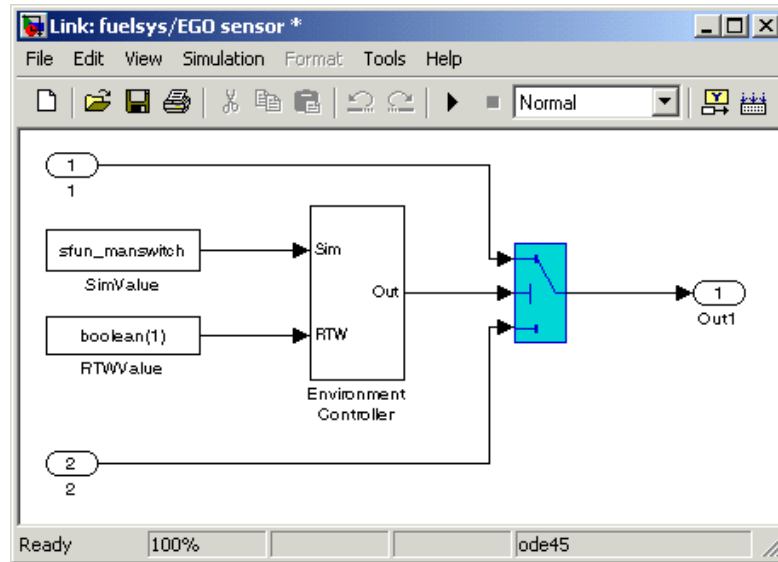 Link: fuelsys/EGO sensor *
File Edit View Simulation Format Tools Help
Normal
1
1
sfun_manswitch
SimValue
boolean(1)
RTWValue
Sim
Out
RTW
Environment
Controller
1
Out1
2
2
Ready 100% ode45